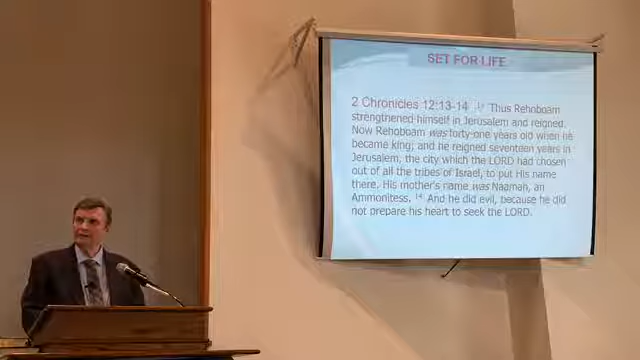 SET FOR LIFE
2 Chronicles 12:13-14 13 Thus Rehoboam
strengthened himself in Jerusalem and reigned.
Now Rehoboam was forty-one years old when he
became king; and he reigned seventeen years in
Jerusalem, the city which the LORD had chosen
out of all the tribes of Israel, to put His name
there. His mother's name was Naamah, an
Ammonitess. 14 And he did evil, because he did
not prepare his heart to seek the LORD.